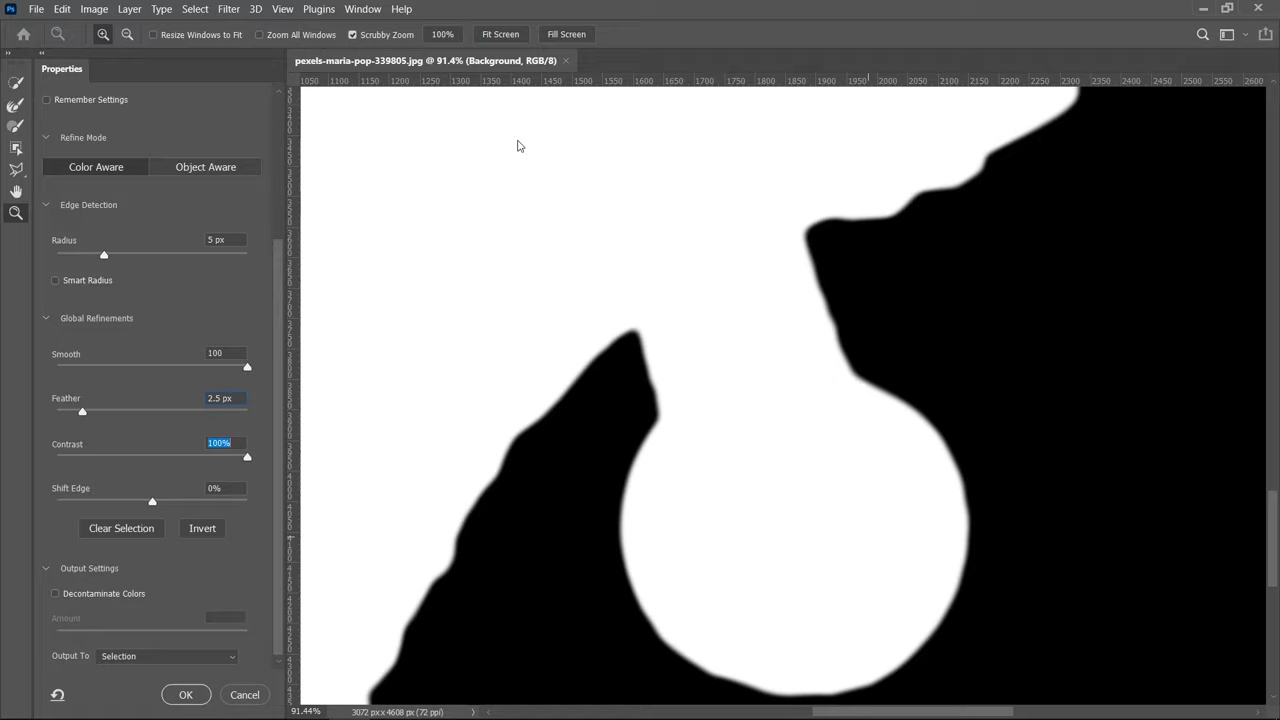 Ps File Edit Image Layer Type Select Filter 3D View Plugins Window Help
Resize Windows to Fit Zoom All Windows Scrubby Zoom 100% Fit Screen Fill Screen
Properties
pexels-maria-pop-339805.jpg @ 91.4% (Background, RGB/8)
1050 1100 1150 1200 1250 1300 1350 1400 1450 1500 1550 1600 1650 1700 1750 1800 1850 1900 1950 2000 2050 2100 2150 2200 2250 2300 2350 2400 2450 2500 2550 2600
Remember Settings
Refine Mode
Color Aware Object Aware
Edge Detection
Radius 5 px
Smart Radius
Global Refinements
Smooth 100
Feather 2.5 px
Contrast 100%
Shift Edge 0%
Clear Selection Invert
Output Settings
Decontaminate Colors
Amount
Output To Selection
OK Cancel
91.44% 3072 px x 4608 px (72 ppi)